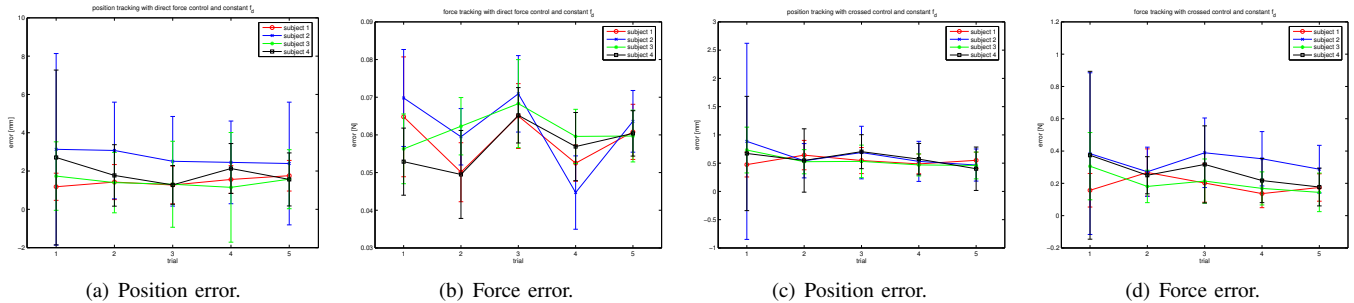 position tracking with direct force control and constant f_d
subject 1
subject 2
subject 3
subject 4
error [mm]
10
8
6
4
2
0
−2
1
2
3
4
5
trial
(a) Position error.
force tracking with direct force control and constant f_d
subject 1
subject 2
subject 3
subject 4
error [N]
0.09
0.08
0.07
0.06
0.05
0.04
0.03
1
2
3
4
5
trial
(b) Force error.
position tracking with crossed control and constant f_d
subject 1
subject 2
subject 3
subject 4
error [mm]
3
2.5
2
1.5
1
0.5
0
−0.5
−1
1
2
3
4
5
trial
(c) Position error.
force tracking with crossed control and constant f_d
subject 1
subject 2
subject 3
subject 4
error [N]
1.2
1
0.8
0.6
0.4
0.2
0
0.2
1
2
3
4
5
trial
(d) Force error.